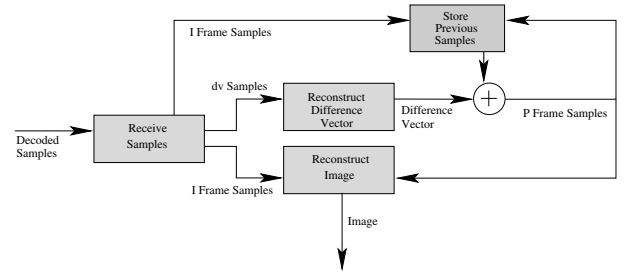 Store
Previous
Samples
I Frame Samples
dv Samples
Reconstruct
Difference
Vector
Difference
Vector
+
P Frame Samples
Decoded
Samples
Receive
Samples
I Frame Samples
Reconstruct
Image
Image